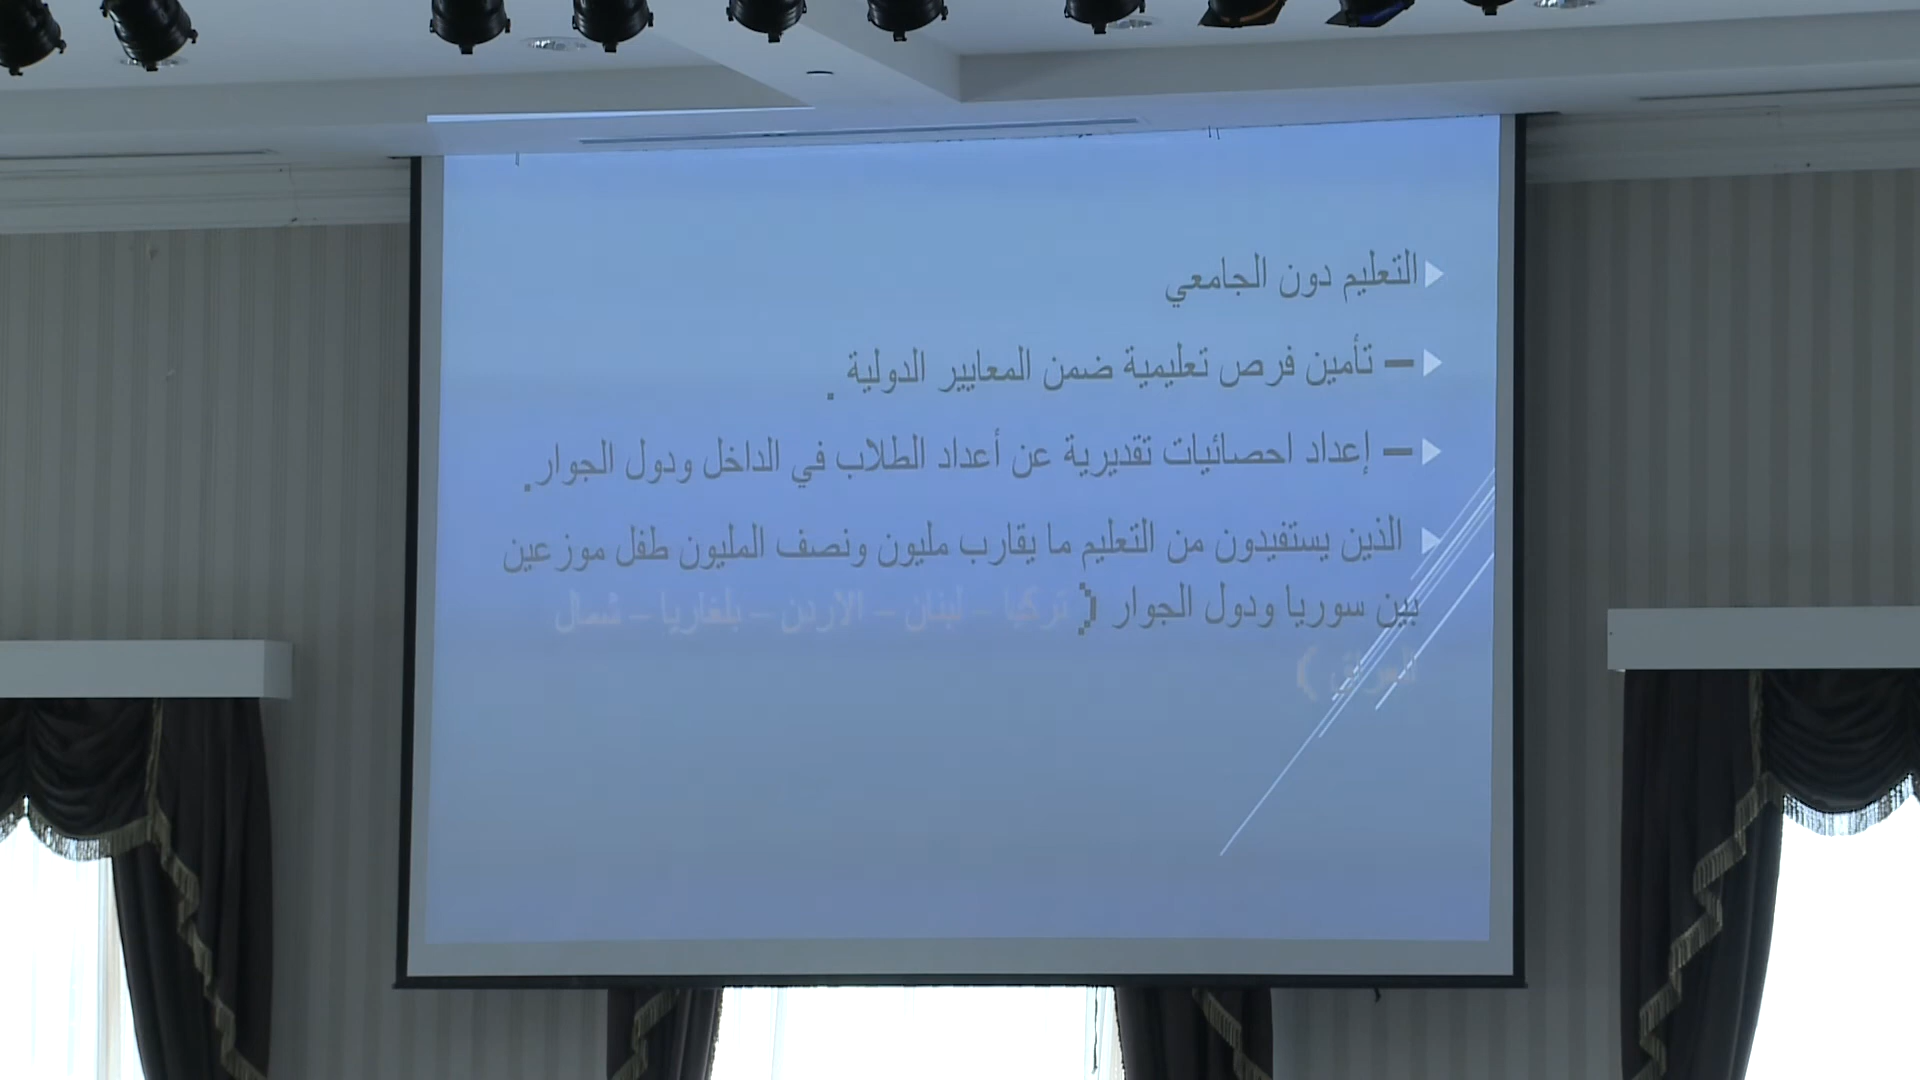 التعليم دون الجامعي
– تأمين فرص تعليمية ضمن المعايير الدولية .
– إعداد احصائيات تقديرية عن أعداد الطلاب في الداخل ودول الجوار.
الذين يستفيدون من التعليم ما يقارب مليون ونصف المليون طفل موزعين
بين سوريا ودول الجوار ( تركيا – لبنان – الاردن – بلغاريا – شمال
العراق )